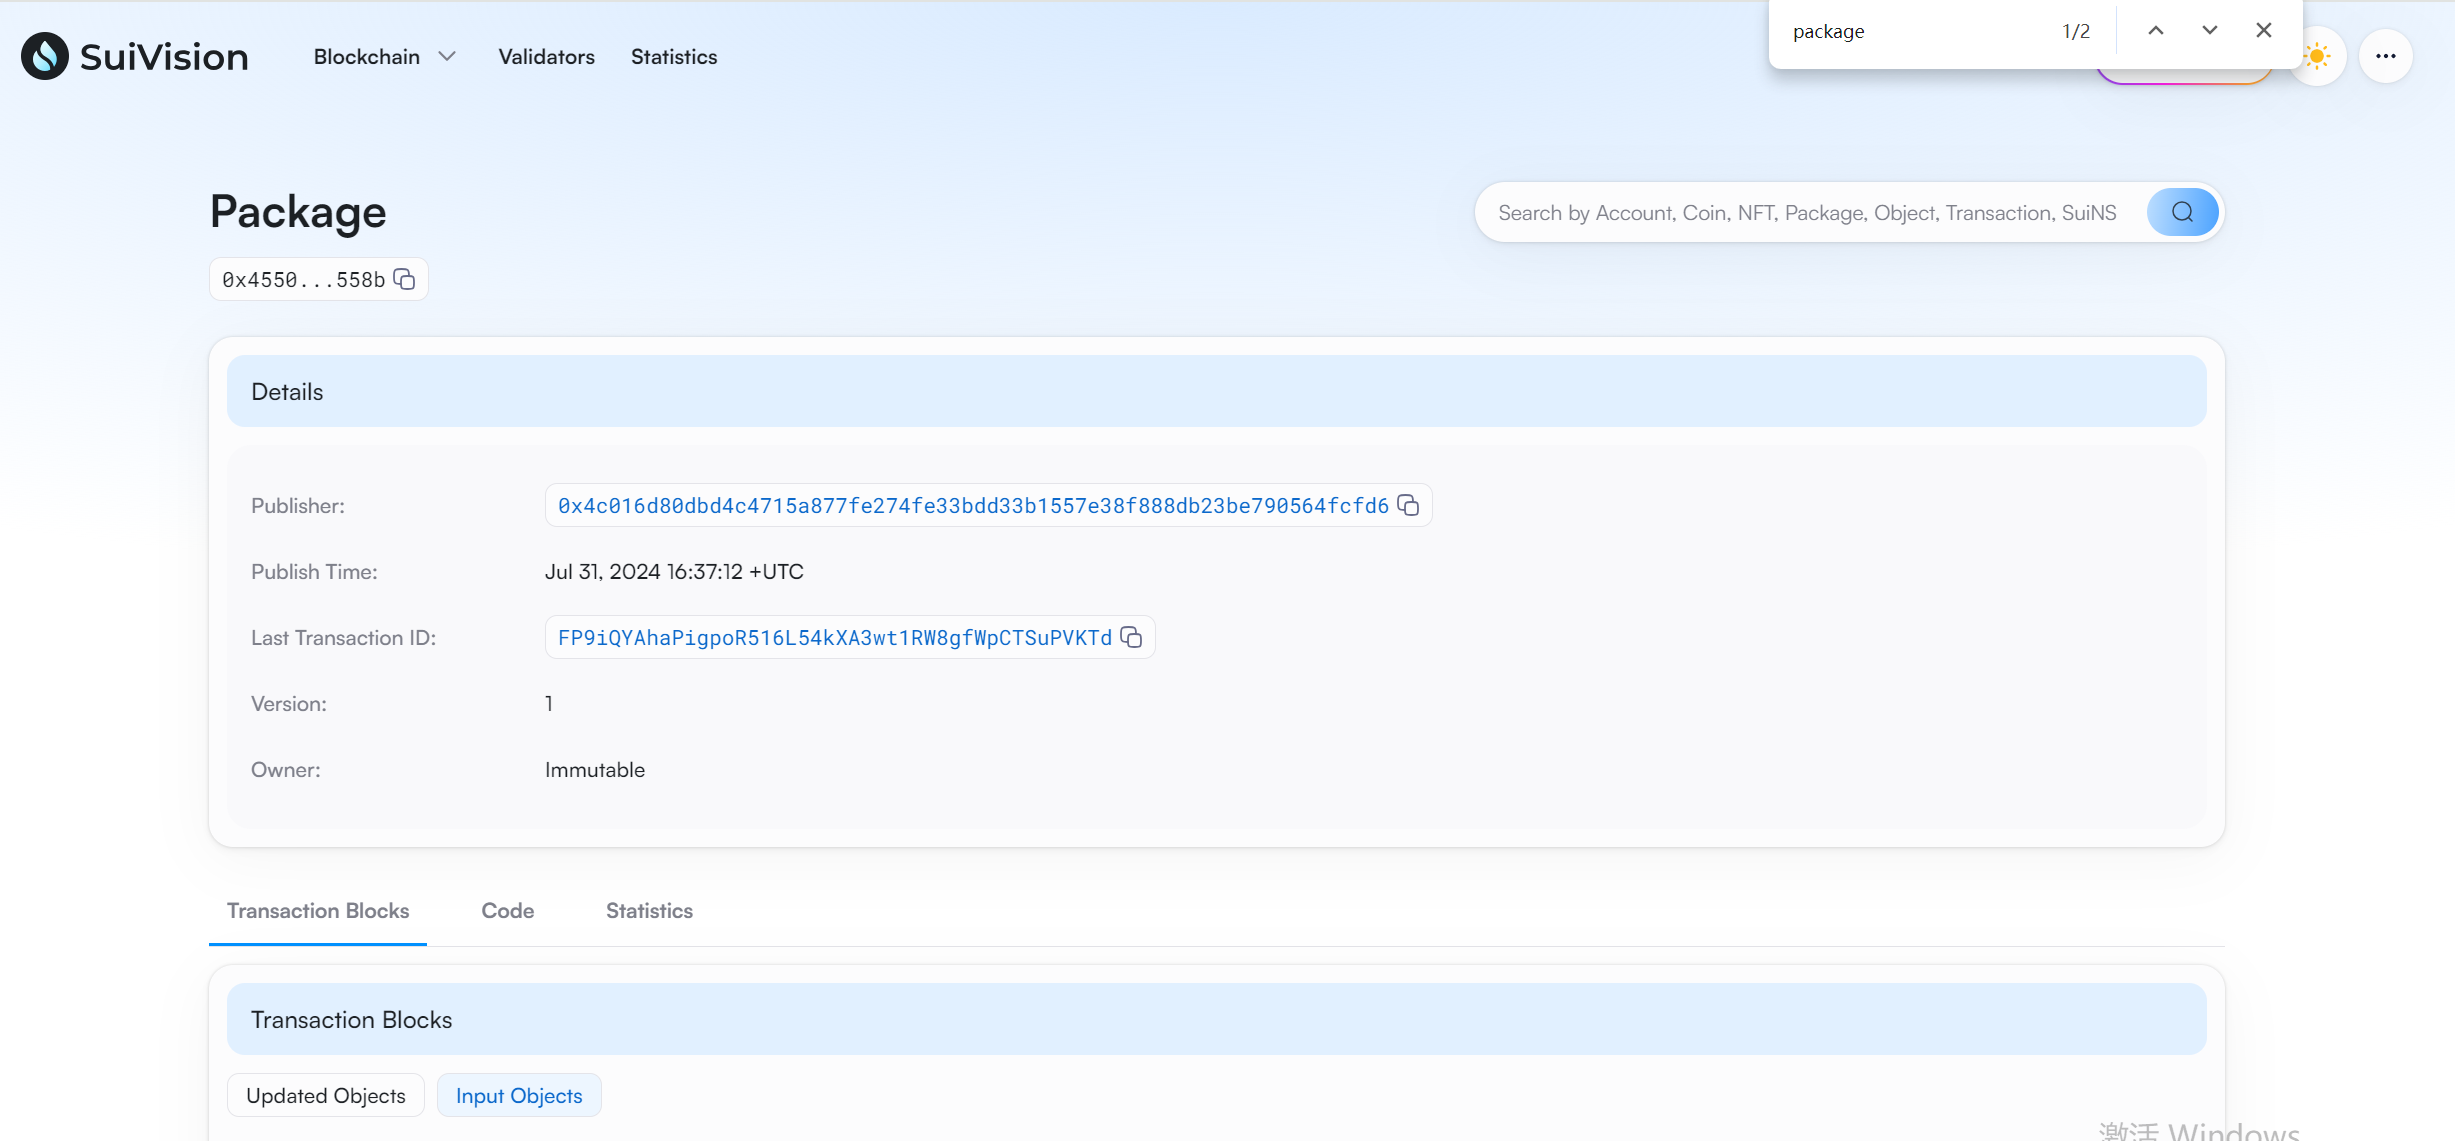 SuiVision
Blockchain
Validators
Statistics
package
1/2
Package
Search by Account, Coin, NFT, Package, Object, Transaction, SuiNS
0x4550...558b
Details
Publisher:
0x4c016d80dbd4c4715a877fe274fe33bdd33b1557e38f888db23be790564fcfd6
Publish Time:
Jul 31, 2024 16:37:12 +UTC
Last Transaction ID:
FP9iQYAhaPigpoR516L54kXA3wt1RW8gfWpCTSuPVKTd
Version:
1
Owner:
Immutable
Transaction Blocks
Code
Statistics
Transaction Blocks
Updated Objects
Input Objects
激活 Windows